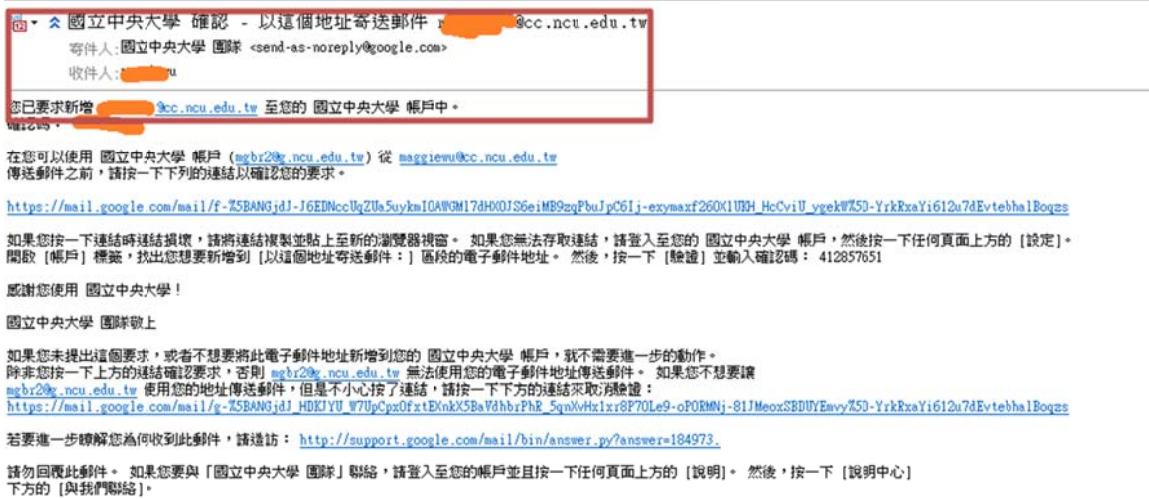 國立中央大學 確認 - 以這個地址寄送郵件 @cc.ncu.edu.tw
寄件人:國立中央大學 團隊 <send-as-noreply@google.com>
收件人:
您已要求新增 @cc.ncu.edu.tw 至您的 國立中央大學 帳戶中。
確認碼:
在您可以使用 國立中央大學 帳戶 (mgbr2@g.ncu.edu.tw) 從 maggiewu@cc.ncu.edu.tw
傳送郵件之前,請按一下下列的連結以確認您的要求。
如果您按一下連結時連結損壞,請將連結複製並貼上至新的瀏覽器視窗。 如果您無法存取連結,請登入至您的 國立中央大學 帳戶,然後按一下任何頁面上方的 [設定]。
開啟 [帳戶] 標籤,找出您想要新增到 [以這個地址寄送郵件:] 區段的電子郵件地址。 然後,按一下 [驗證] 並輸入確認碼: 412857651
感謝您使用 國立中央大學!
國立中央大學 團隊敬上
如果您未提出這個要求,或者不想要將此電子郵件地址新增到您的 國立中央大學 帳戶,就不需要進一步的動作。
除非您按一下上方的連結確認要求,否則 mgbr2@g.ncu.edu.tw 無法使用您的電子郵件地址傳送郵件。 如果您不想要讓
mgbr2@g.ncu.edu.tw 使用您的地址傳送郵件,但是不小心按了連結,請按一下下方的連結來取消驗證:
若要進一步瞭解您為何收到此郵件,請造訪: http://support.google.com/mail/bin/answer.py?answer=184973.
請勿回覆此郵件。 如果您要與「國立中央大學 團隊」聯絡,請登入至您的帳戶並且按一下任何頁面上方的 [說明]。 然後,按一下 [說明中心]
下方的 [與我們聯絡]。